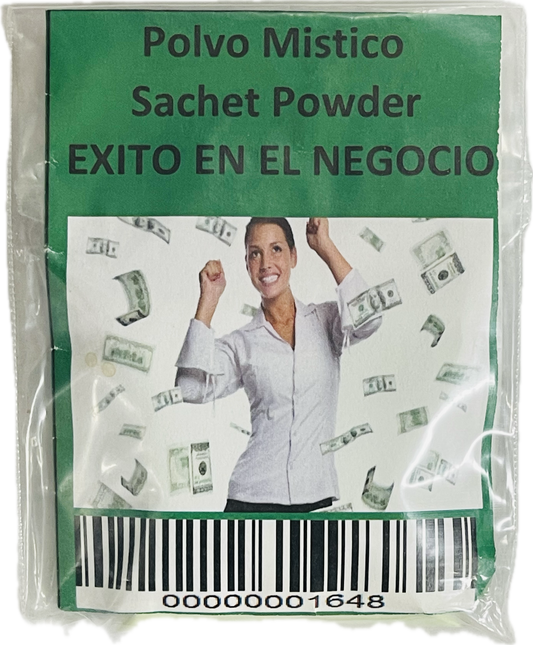 Polvo Mistico
Sachet Powder
EXITO EN EL NEGOCIO
00000001648